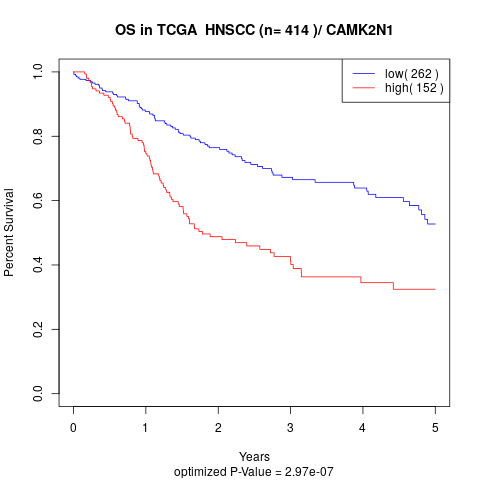 OS in TCGA  HNSCC (n= 414 )/ CAMK2N1
low( 262 )
high( 152 )
Percent Survival
1.0
0.8
0.6
0.4
0.2
0.0
0 1 2 3 4 5
Years
optimized P-Value = 2.97e-07